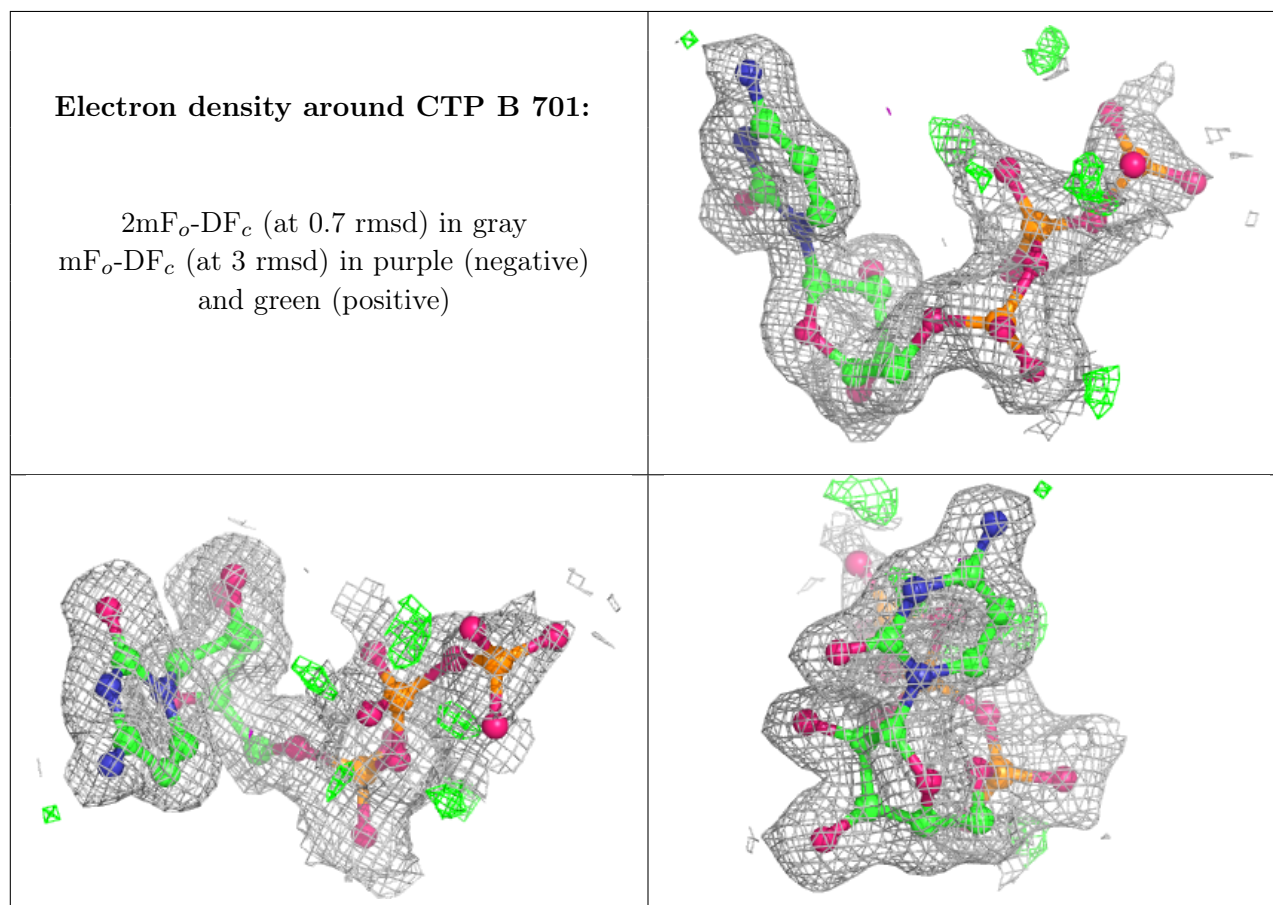 Electron density around CTP B 701:
2mFo-DFc (at 0.7 rmsd) in gray
mFo-DFc (at 3 rmsd) in purple (negative)
and green (positive)